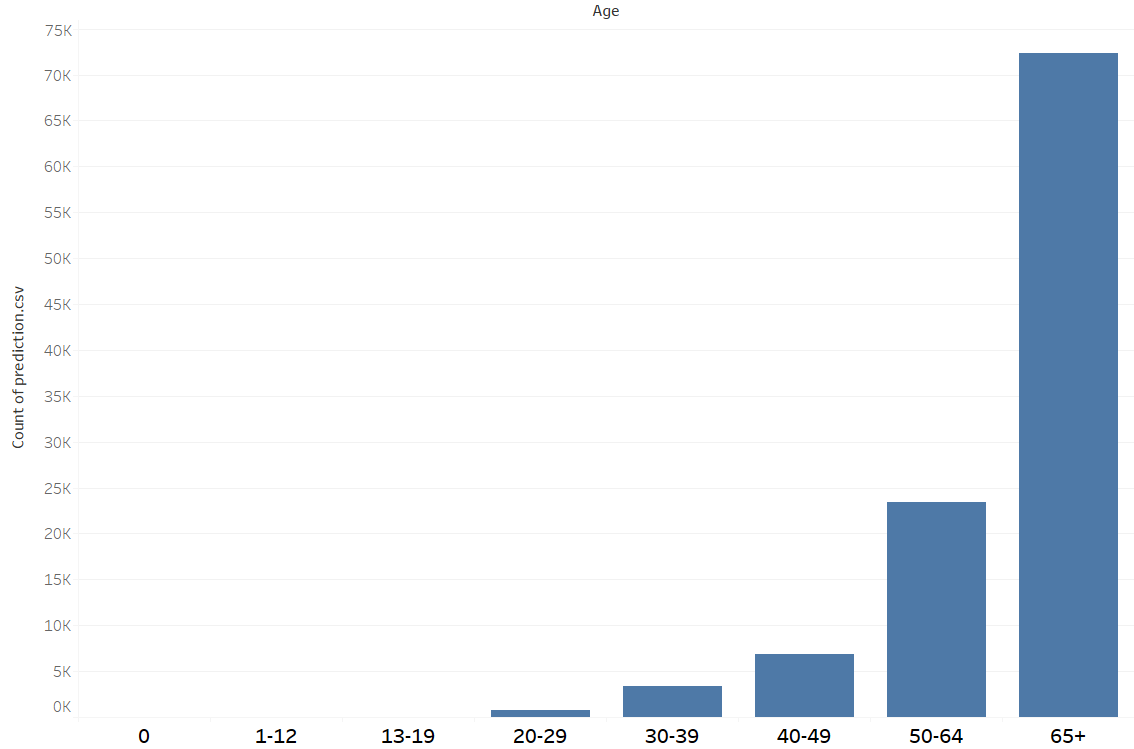 Age
75K
70K
65K
60K
55K
50K
45K
40K
35K
30K
25K
20K
15K
10K
5K
0K
Count of prediction.csv
0 1-12 13-19 20-29 30-39 40-49 50-64 65+